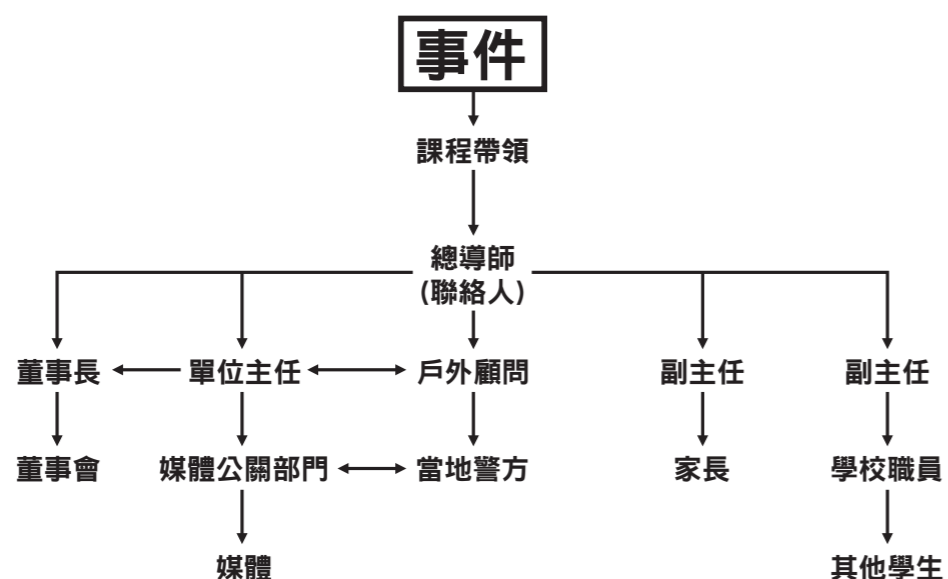 事件
課程帶領
總導師
(聯絡人)
董事長
單位主任
戶外顧問
副主任
副主任
董事會
媒體公關部門
當地警方
家長
學校職員
媒體
其他學生